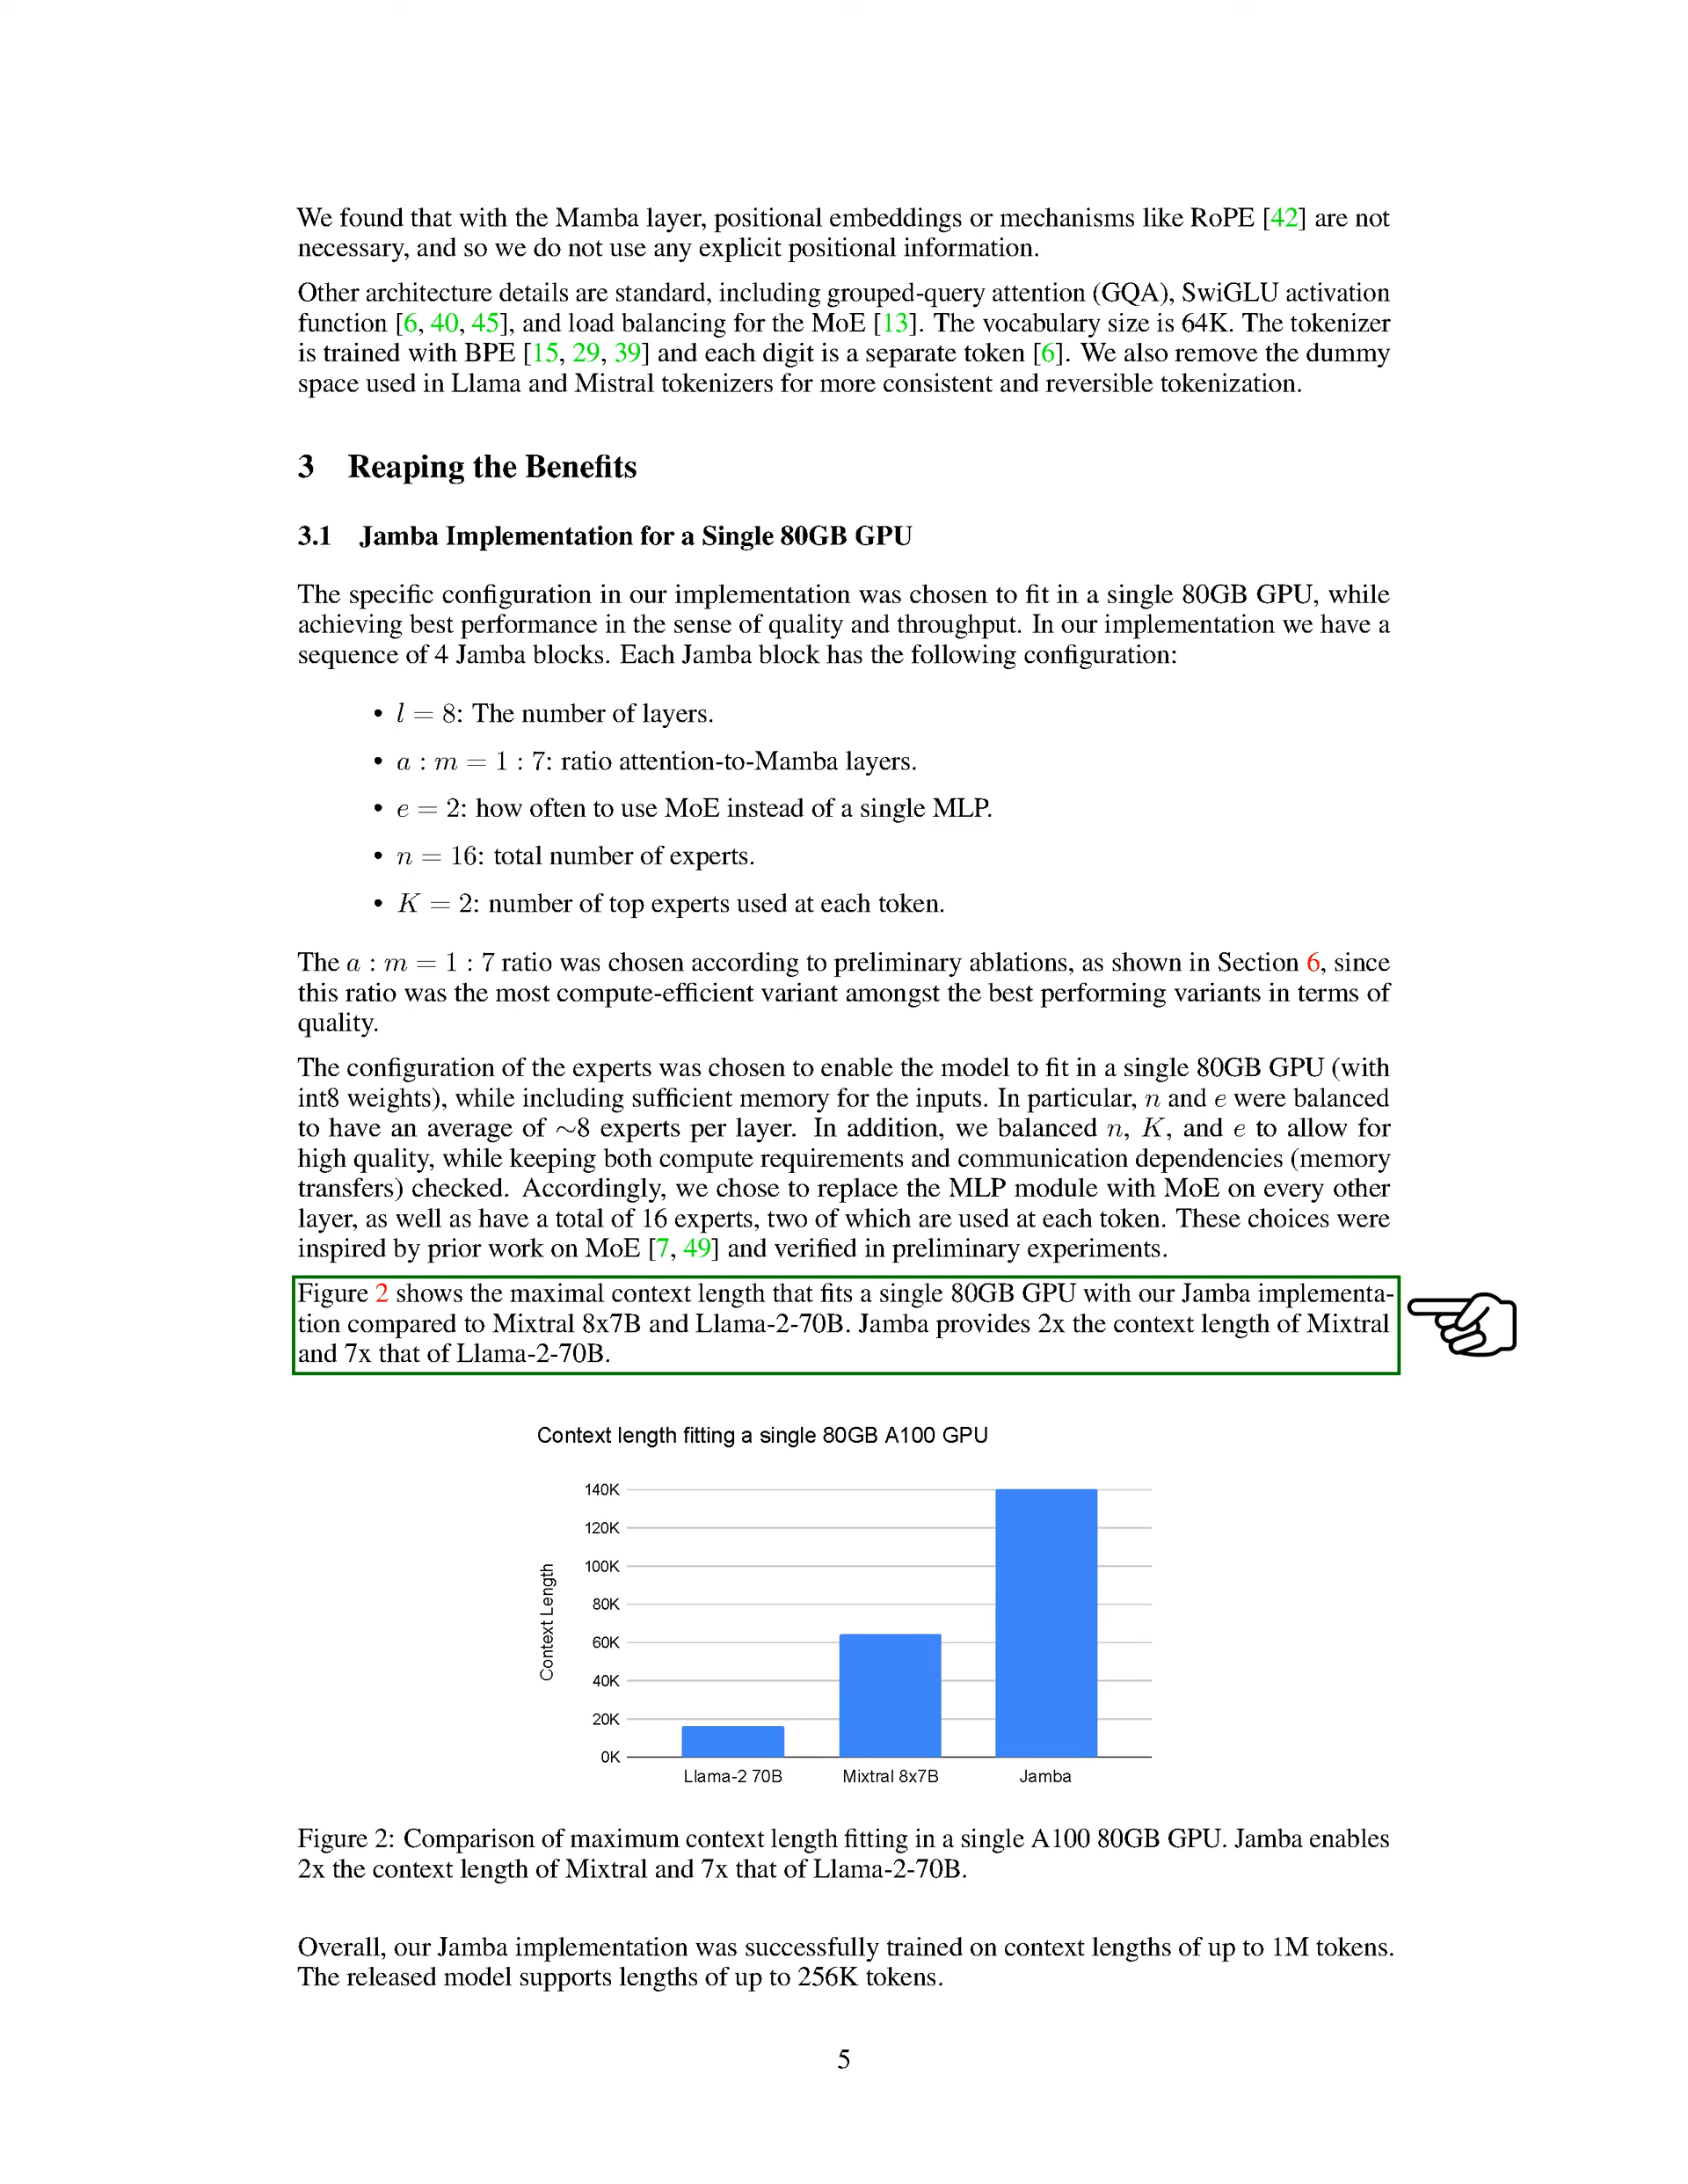 We found that with the Mamba layer, positional embeddings or mechanisms like RoPE [42] are not
necessary, and so we do not use any explicit positional information.
Other architecture details are standard, including grouped-query attention (GQA), SwiGLU activation
function [6, 40, 45], and load balancing for the MoE [13]. The vocabulary size is 64K. The tokenizer
is trained with BPE [15, 29, 39] and each digit is a separate token [6]. We also remove the dummy
space used in Llama and Mistral tokenizers for more consistent and reversible tokenization.
3 Reaping the Benefits
3.1 Jamba Implementation for a Single 80GB GPU
The specific configuration in our implementation was chosen to fit in a single 80GB GPU, while
achieving best performance in the sense of quality and throughput. In our implementation we have a
sequence of 4 Jamba blocks. Each Jamba block has the following configuration:
• l = 8: The number of layers.
• a : m = 1 : 7: ratio attention-to-Mamba layers.
• e = 2: how often to use MoE instead of a single MLP.
• n = 16: total number of experts.
• K = 2: number of top experts used at each token.
The a : m = 1 : 7 ratio was chosen according to preliminary ablations, as shown in Section 6, since
this ratio was the most compute-efficient variant amongst the best performing variants in terms of
quality.
The configuration of the experts was chosen to enable the model to fit in a single 80GB GPU (with
int8 weights), while including sufficient memory for the inputs. In particular, n and e were balanced
to have an average of ∼8 experts per layer. In addition, we balanced n, K, and e to allow for
high quality, while keeping both compute requirements and communication dependencies (memory
transfers) checked. Accordingly, we chose to replace the MLP module with MoE on every other
layer, as well as have a total of 16 experts, two of which are used at each token. These choices were
inspired by prior work on MoE [7, 49] and verified in preliminary experiments.
Figure 2 shows the maximal context length that fits a single 80GB GPU with our Jamba implementa-
tion compared to Mixtral 8x7B and Llama-2-70B. Jamba provides 2x the context length of Mixtral
and 7x that of Llama-2-70B.
Context length fitting a single 80GB A100 GPU
Context Length
140K
120K
100K
80K
60K
40K
20K
0K
Llama-2 70B Mixtral 8x7B Jamba
Figure 2: Comparison of maximum context length fitting in a single A100 80GB GPU. Jamba enables
2x the context length of Mixtral and 7x that of Llama-2-70B.
Overall, our Jamba implementation was successfully trained on context lengths of up to 1M tokens.
The released model supports lengths of up to 256K tokens.
5